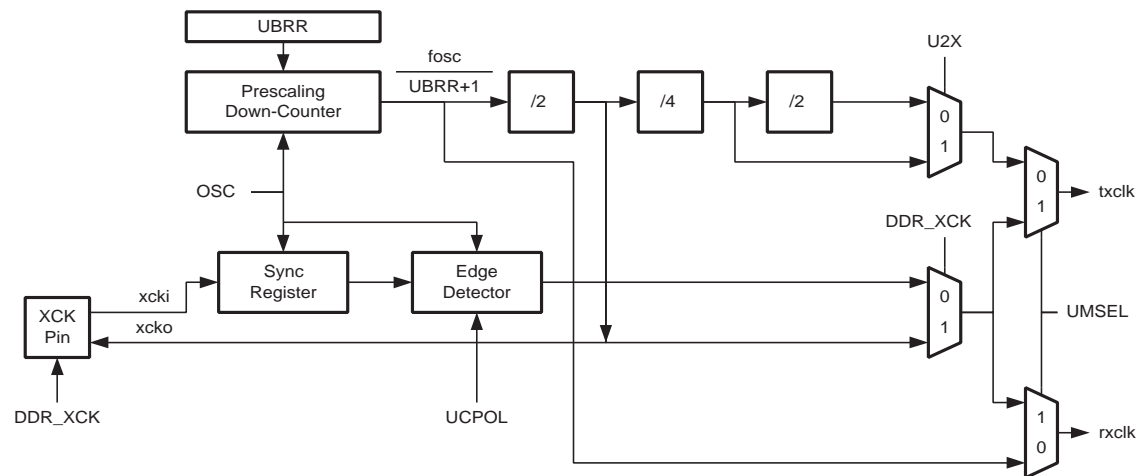 UBRR
U2X
fosc
UBRR+1
Prescaling
Down-Counter
/2
/4
/2
0
1
OSC
0
1
txclk
DDR_XCK
Sync
Register
Edge
Detector
0
1
xcki
XCK
Pin
xcko
UMSEL
DDR_XCK
UCPOL
1
0
rxclk